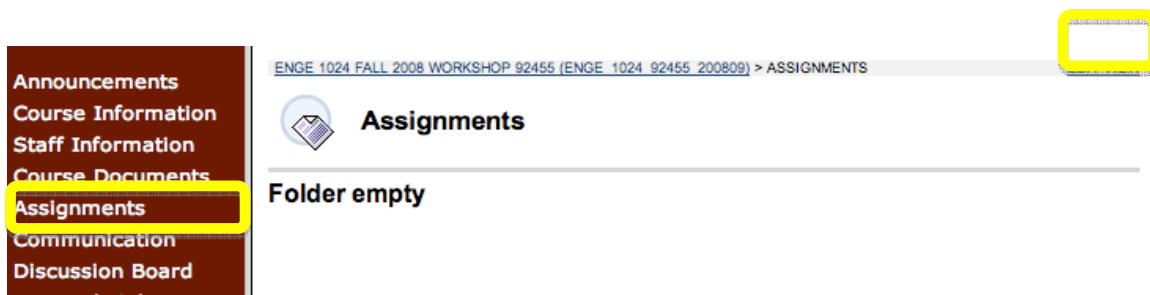 Announcements
Course Information
Staff Information
Course Documents
Assignments
Communication
Discussion Board
ENGE 1024 FALL 2008 WORKSHOP 92455 (ENGE_1024_92455_200809) > ASSIGNMENTS
Assignments
Folder empty